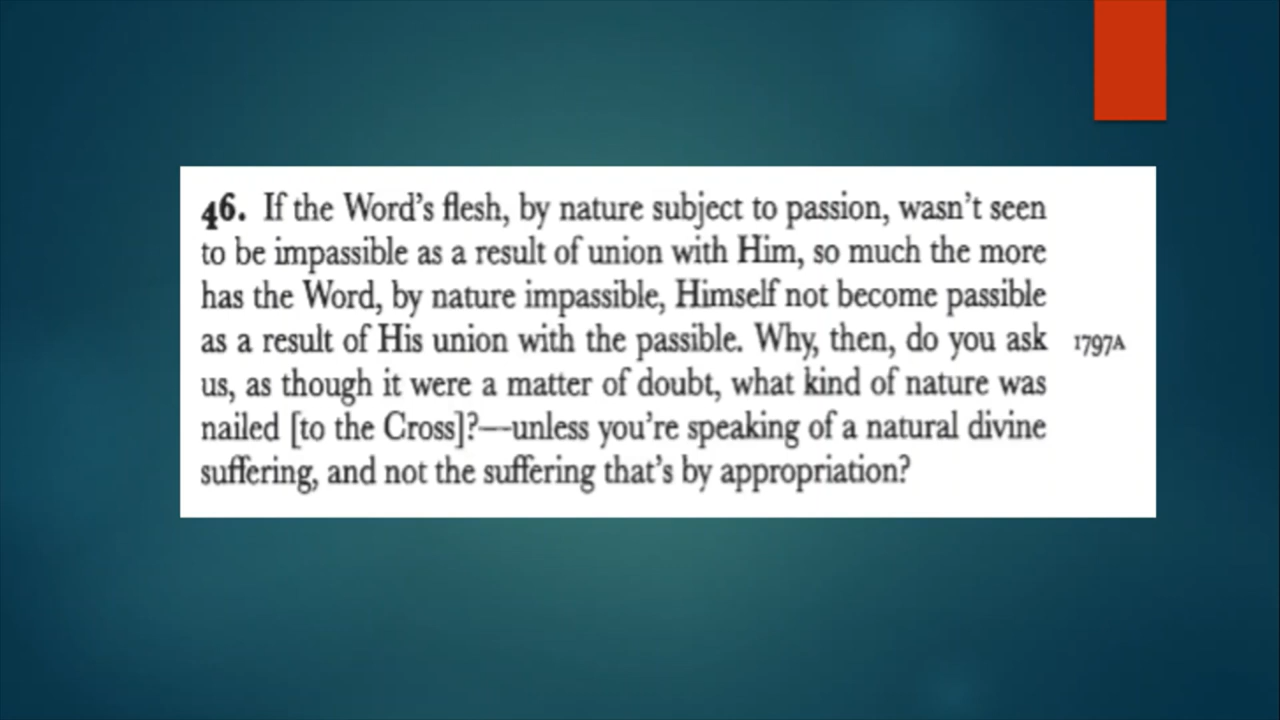 46. If the Word's flesh, by nature subject to passion, wasn't seen
to be impassible as a result of union with Him, so much the more
has the Word, by nature impassible, Himself not become passible
as a result of His union with the passible. Why, then, do you ask 1797A
us, as though it were a matter of doubt, what kind of nature was
nailed [to the Cross]?—unless you're speaking of a natural divine
suffering, and not the suffering that's by appropriation?